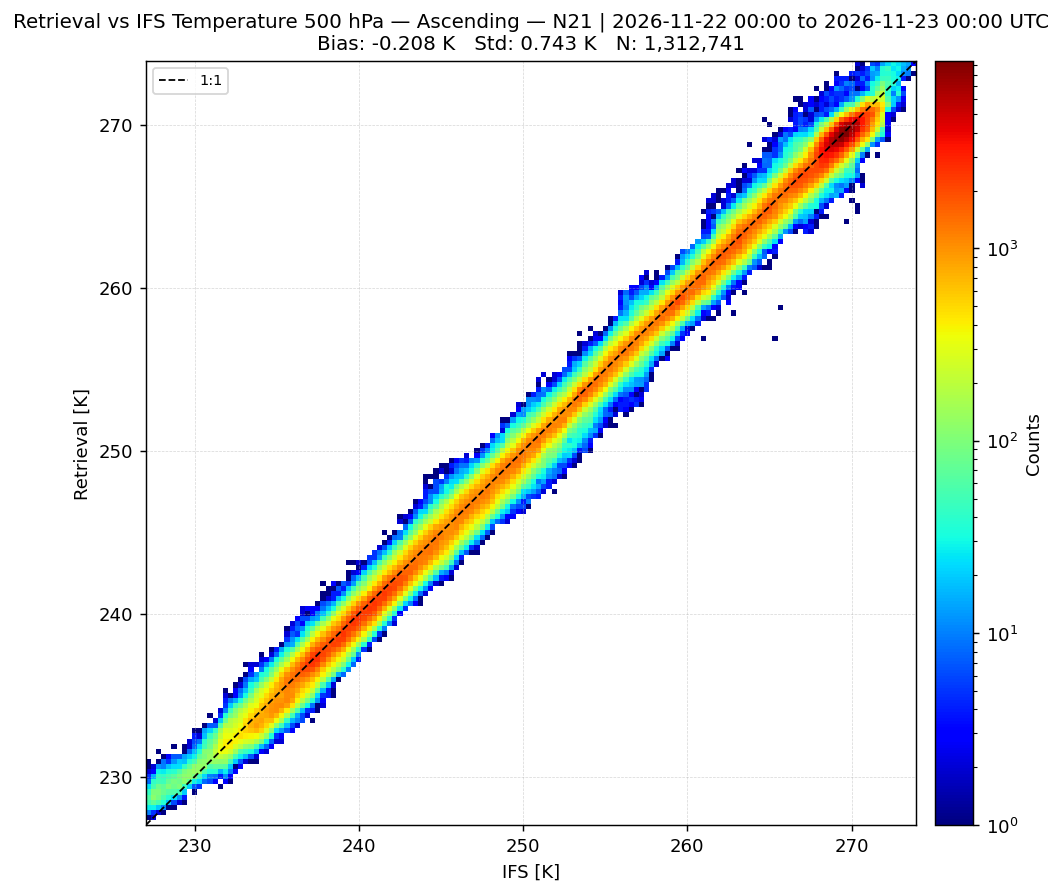 Retrieval vs IFS Temperature 500 hPa — Ascending — N21 | 2026-11-22 00:00 to 2026-11-23 00:00 UTC
Bias: -0.208 K   Std: 0.743 K   N: 1,312,741
1:1
270
260
250
240
230
Retrieval [K]
230 240 250 260 270
IFS [K]
10³
10²
10¹
10⁰
Counts